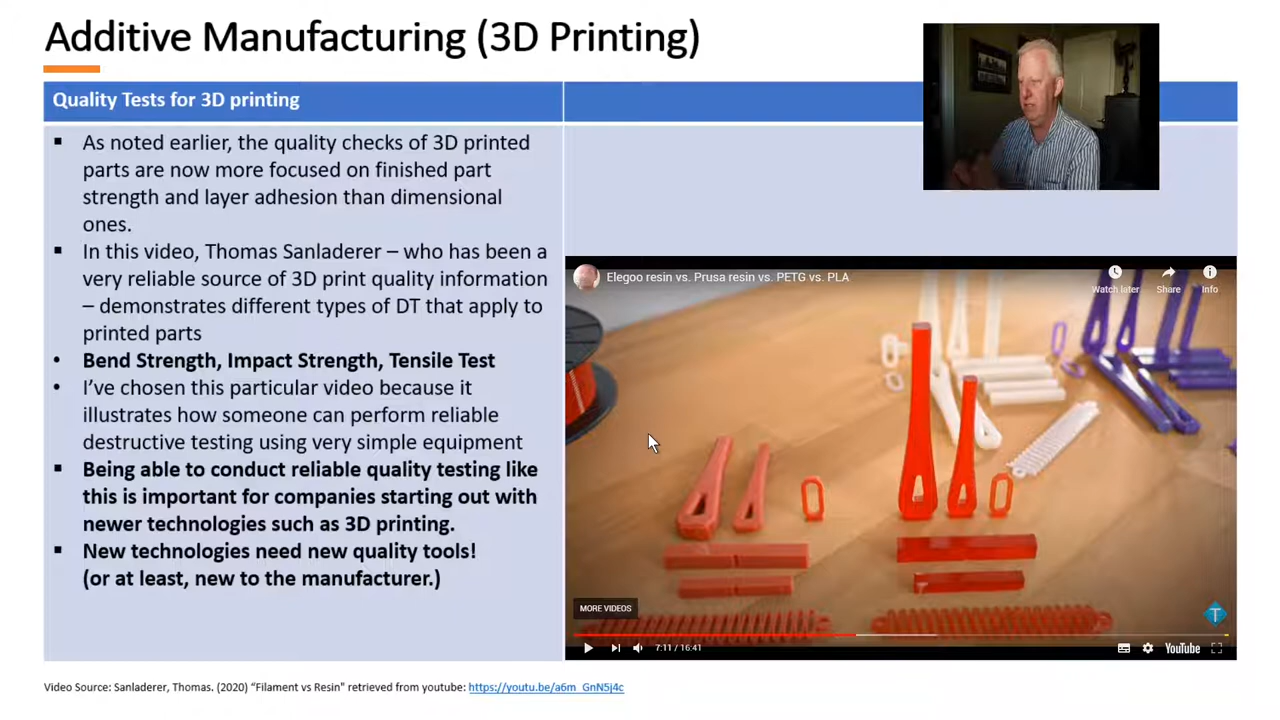 Additive Manufacturing (3D Printing)
Quality Tests for 3D printing
▪ As noted earlier, the quality checks of 3D printed
parts are now more focused on finished part
strength and layer adhesion than dimensional
ones.
▪ In this video, Thomas Sanladerer – who has been a
very reliable source of 3D print quality information
– demonstrates different types of DT that apply to
printed parts
• Bend Strength, Impact Strength, Tensile Test
• I've chosen this particular video because it
illustrates how someone can perform reliable
destructive testing using very simple equipment
▪ Being able to conduct reliable quality testing like
this is important for companies starting out with
newer technologies such as 3D printing.
▪ New technologies need new quality tools!
(or at least, new to the manufacturer.)
Elegoo resin vs. Prusa resin vs. PETG vs. PLA
Watch later
Share
Info
MORE VIDEOS
7:11 / 16:41
YouTube
T
Video Source: Sanladerer, Thomas. (2020) "Filament vs Resin" retrieved from youtube: https://youtu.be/a6m_GnN5j4c